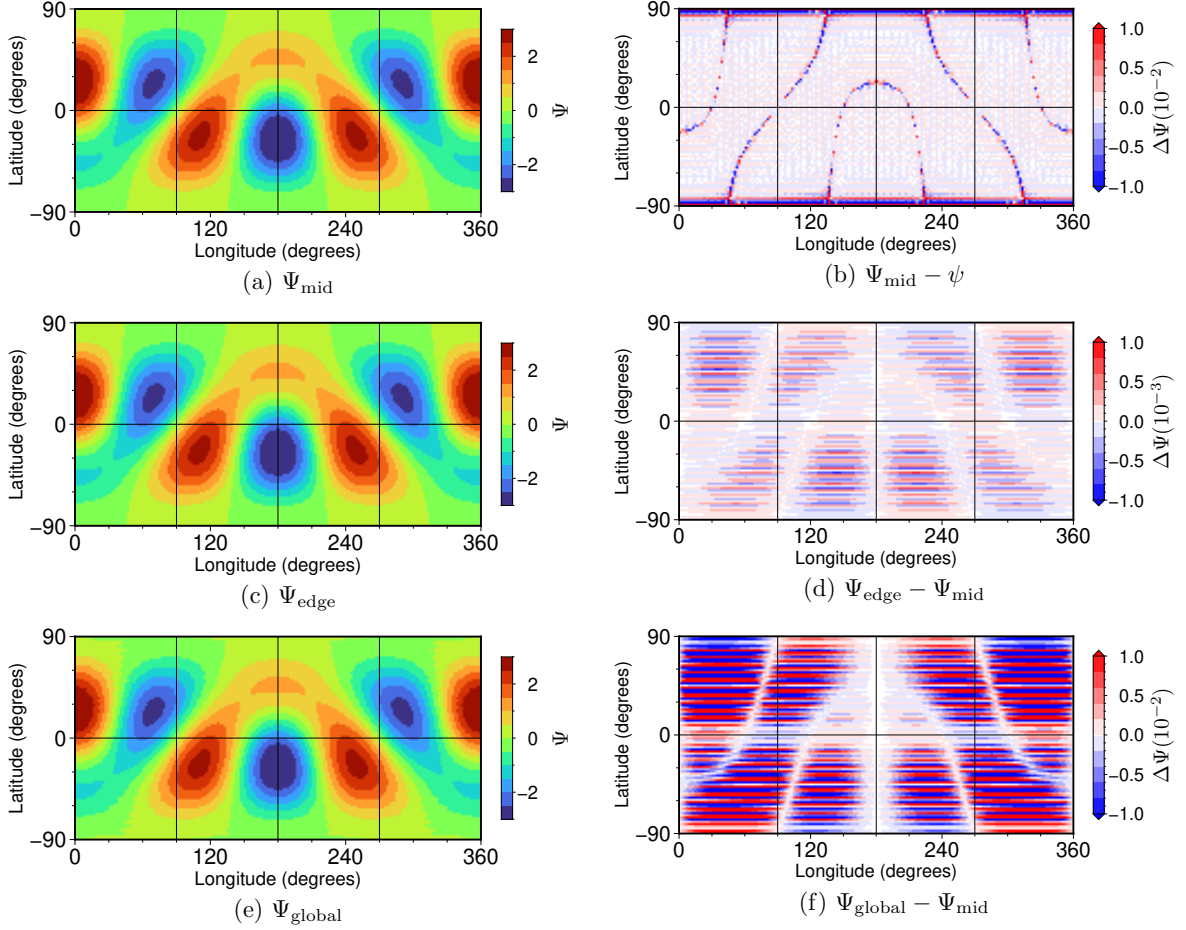 90
0
−90
Latitude (degrees)
0 120 240 360
Longitude (degrees)
2
0
−2
Ψ
(a) Ψmid
90
0
−90
Latitude (degrees)
0 120 240 360
Longitude (degrees)
1.0
0.5
0.0
−0.5
−1.0
ΔΨ(10−2)
(b) Ψmid − ψ
90
0
−90
Latitude (degrees)
0 120 240 360
Longitude (degrees)
2
0
−2
Ψ
(c) Ψedge
90
0
−90
Latitude (degrees)
0 120 240 360
Longitude (degrees)
1.0
0.5
0.0
−0.5
−1.0
ΔΨ(10−3)
(d) Ψedge − Ψmid
90
0
−90
Latitude (degrees)
0 120 240 360
Longitude (degrees)
2
0
−2
Ψ
(e) Ψglobal
90
0
−90
Latitude (degrees)
0 120 240 360
Longitude (degrees)
1.0
0.5
0.0
−0.5
−1.0
ΔΨ(10−2)
(f) Ψglobal − Ψmid